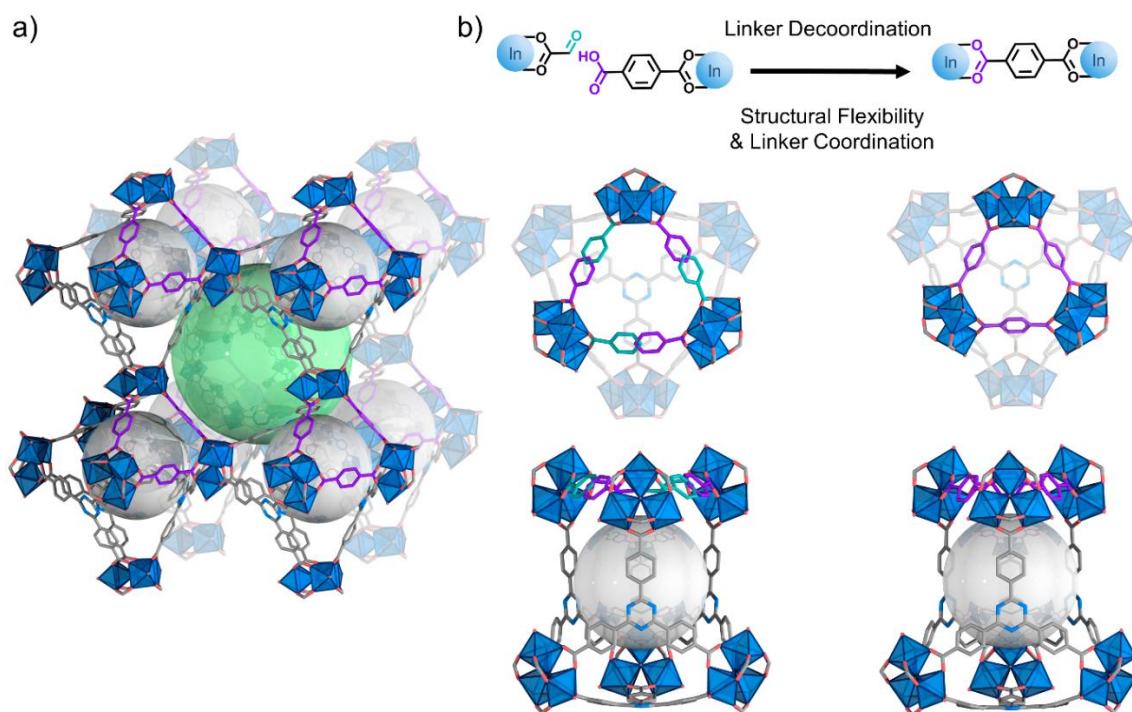 a)
b)
In
O
O
O
HO
O
O
O
In
Linker Decoordination
Structural Flexibility
& Linker Coordination
In
O
O
O
O
In